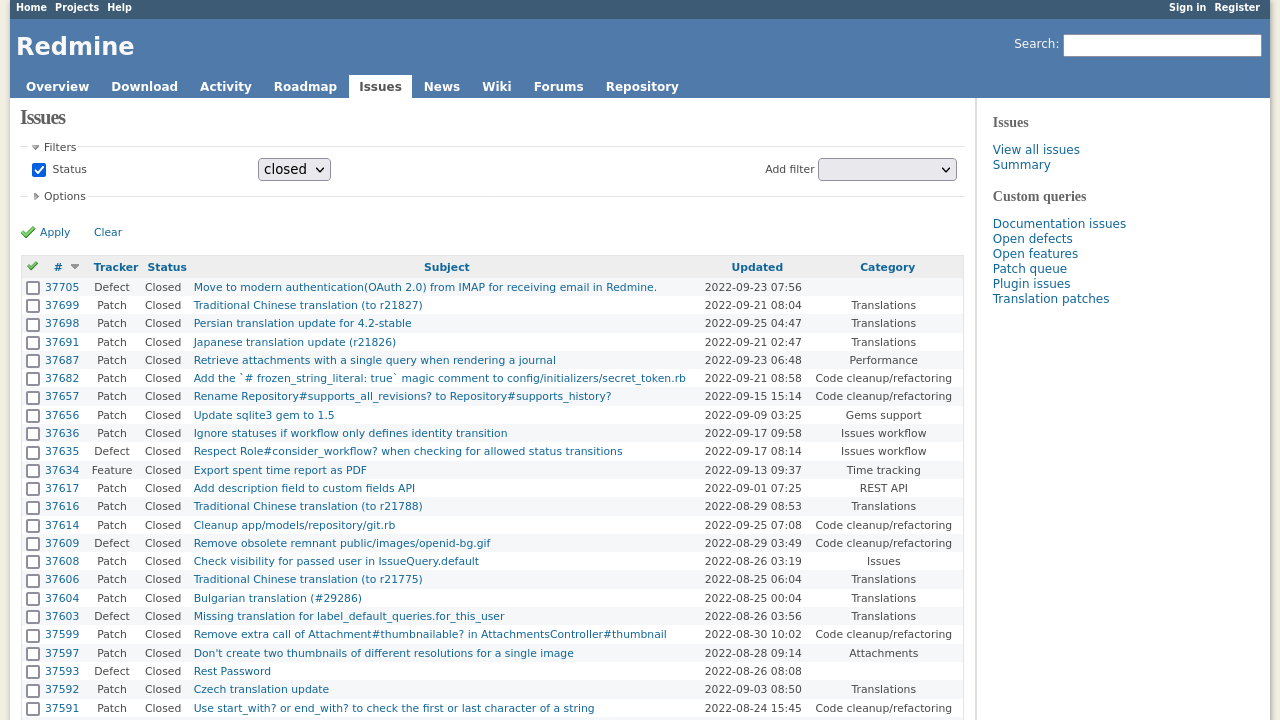 Home Projects Help Sign in Register
Redmine Search:
Overview Download Activity Roadmap Issues News Wiki Forums Repository
Issues
Filters
Status closed Add filter
Options
Apply Clear
# Tracker Status Subject Updated Category
37705 Defect Closed Move to modern authentication(OAuth 2.0) from IMAP for receiving email in Redmine. 2022-09-23 07:56
37699 Patch Closed Traditional Chinese translation (to r21827) 2022-09-21 08:04 Translations
37698 Patch Closed Persian translation update for 4.2-stable 2022-09-25 04:47 Translations
37691 Patch Closed Japanese translation update (r21826) 2022-09-21 02:47 Translations
37687 Patch Closed Retrieve attachments with a single query when rendering a journal 2022-09-23 06:48 Performance
37682 Patch Closed Add the `# frozen_string_literal: true` magic comment to config/initializers/secret_token.rb 2022-09-21 08:58 Code cleanup/refactoring
37657 Patch Closed Rename Repository#supports_all_revisions? to Repository#supports_history? 2022-09-15 15:14 Code cleanup/refactoring
37656 Patch Closed Update sqlite3 gem to 1.5 2022-09-09 03:25 Gems support
37636 Patch Closed Ignore statuses if workflow only defines identity transition 2022-09-17 09:58 Issues workflow
37635 Defect Closed Respect Role#consider_workflow? when checking for allowed status transitions 2022-09-17 08:14 Issues workflow
37634 Feature Closed Export spent time report as PDF 2022-09-13 09:37 Time tracking
37617 Patch Closed Add description field to custom fields API 2022-09-01 07:25 REST API
37616 Patch Closed Traditional Chinese translation (to r21788) 2022-08-29 08:53 Translations
37614 Patch Closed Cleanup app/models/repository/git.rb 2022-09-25 07:08 Code cleanup/refactoring
37609 Defect Closed Remove obsolete remnant public/images/openid-bg.gif 2022-08-29 03:49 Code cleanup/refactoring
37608 Patch Closed Check visibility for passed user in IssueQuery.default 2022-08-26 03:19 Issues
37606 Patch Closed Traditional Chinese translation (to r21775) 2022-08-25 06:04 Translations
37604 Patch Closed Bulgarian translation (#29286) 2022-08-25 00:04 Translations
37603 Defect Closed Missing translation for label_default_queries.for_this_user 2022-08-26 03:56 Translations
37599 Patch Closed Remove extra call of Attachment#thumbnailable? in AttachmentsController#thumbnail 2022-08-30 10:02 Code cleanup/refactoring
37597 Patch Closed Don't create two thumbnails of different resolutions for a single image 2022-08-28 09:14 Attachments
37593 Defect Closed Rest Password 2022-08-26 08:08
37592 Patch Closed Czech translation update 2022-09-03 08:50 Translations
37591 Patch Closed Use start_with? or end_with? to check the first or last character of a string 2022-08-24 15:45 Code cleanup/refactoring
Issues
View all issues
Summary
Custom queries
Documentation issues
Open defects
Open features
Patch queue
Plugin issues
Translation patches